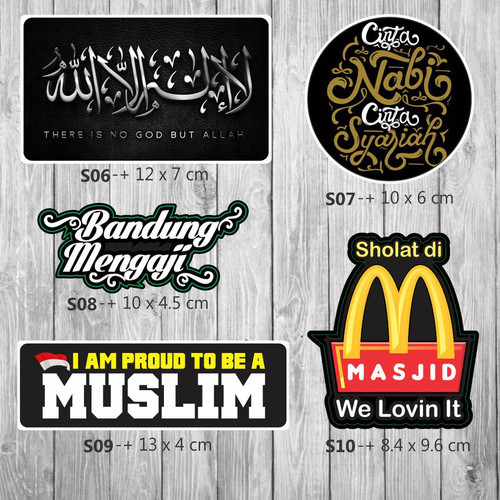 لا إله إلا الله
THERE IS NO GOD BUT ALLAH
S06-+ 12 x 7 cm
Cinta
Nabi
Cinta
Syariah
S07-+ 10 x 6 cm
Bandung
Mengaji
S08-+ 10 x 4.5 cm
Sholat di
M
MASJID
We Lovin It
S10-+ 8.4 x 9.6 cm
I AM PROUD TO BE A
MUSLIM
S09-+ 13 x 4 cm